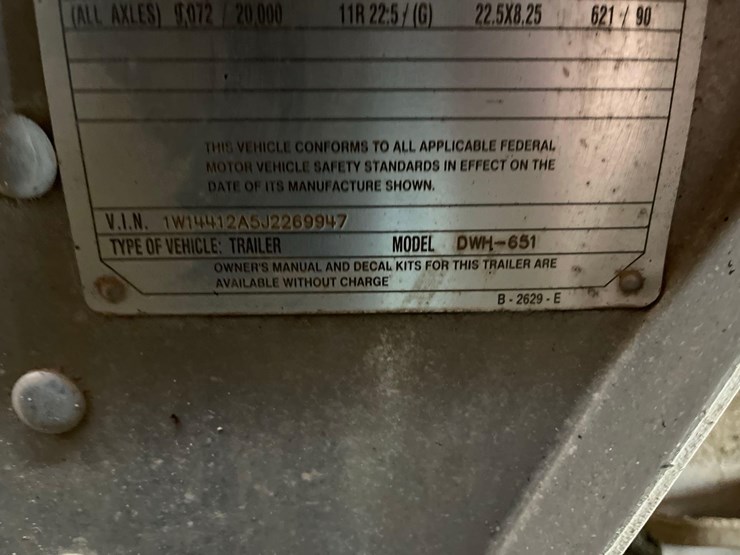 (ALL AXLES) 9,072 / 20,000 11R 22:5 / (G) 22.5X8.25 621 / 90
THIS VEHICLE CONFORMS TO ALL APPLICABLE FEDERAL
MOTOR VEHICLE SAFETY STANDARDS IN EFFECT ON THE
DATE OF ITS MANUFACTURE SHOWN.
V.I.N. 1W14412A5J2269947
TYPE OF VEHICLE: TRAILER MODEL DWH-651
OWNER'S MANUAL AND DECAL KITS FOR THIS TRAILER ARE
AVAILABLE WITHOUT CHARGE
B - 2629 - E